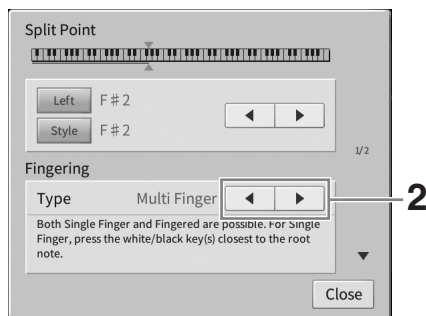 Split Point
Left F♯2
Style F♯2
1/2
Fingering
Type Multi Finger
2
Both Single Finger and Fingered are possible. For Single
Finger, press the white/black key(s) closest to the root
note.
Close